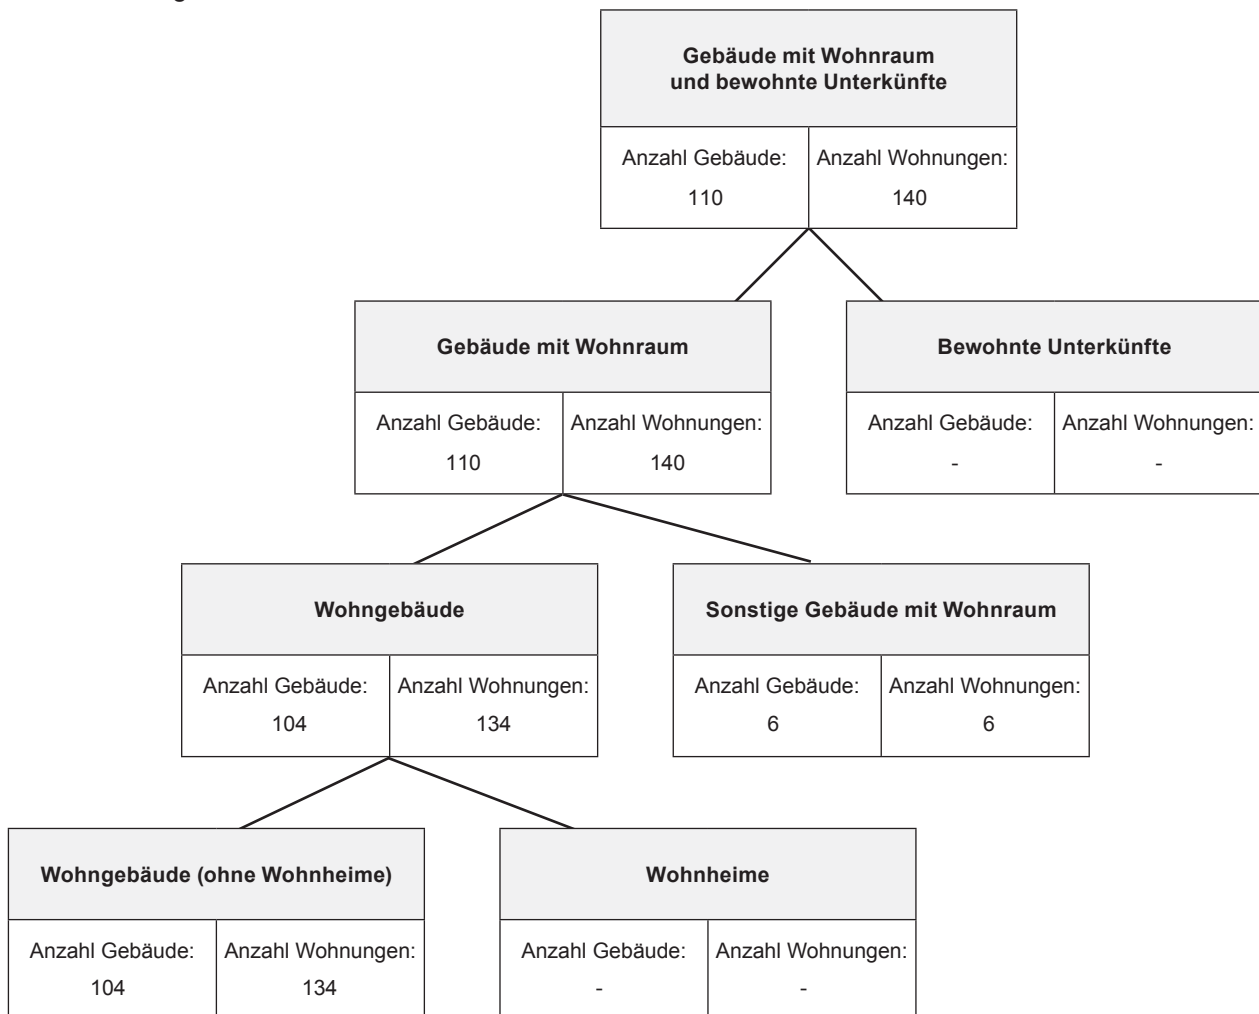 Gebäude mit Wohnraum
und bewohnte Unterkünfte
Anzahl Gebäude: Anzahl Wohnungen:
110 140
Gebäude mit Wohnraum
Anzahl Gebäude: Anzahl Wohnungen:
110 140
Bewohnte Unterkünfte
Anzahl Gebäude: Anzahl Wohnungen:
- -
Wohngebäude
Anzahl Gebäude: Anzahl Wohnungen:
104 134
Sonstige Gebäude mit Wohnraum
Anzahl Gebäude: Anzahl Wohnungen:
6 6
Wohngebäude (ohne Wohnheime)
Anzahl Gebäude: Anzahl Wohnungen:
104 134
Wohnheime
Anzahl Gebäude: Anzahl Wohnungen:
- -